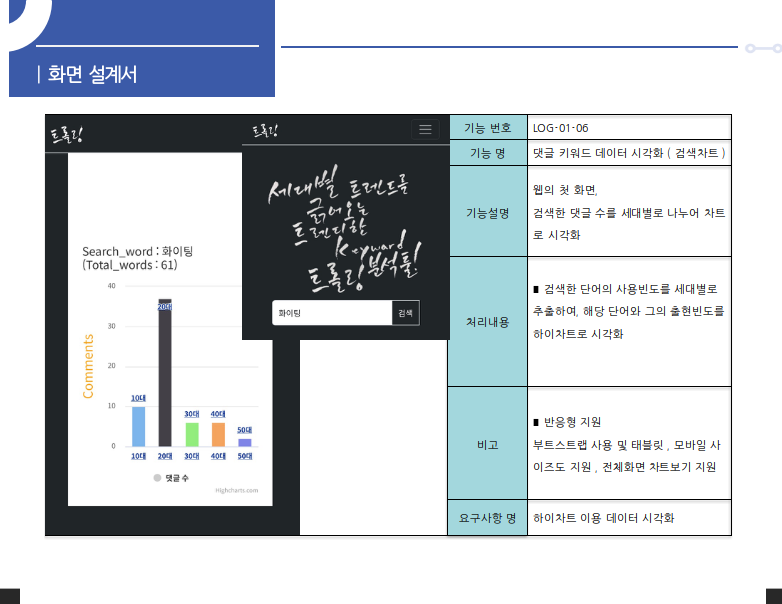 | 화면 설계서
트롤링
트롤링
세대별 트렌드를
긁어오는
트렌디한
Keyword
트롤링 분석툴!
화이팅
검색
Search_word : 화이팅
(Total_words : 61)
Comments
40
30
20
10
0
10대
20대
30대
40대
50대
10대 20대 30대 40대 50대
댓글 수
Highcharts.com
기능 번호 LOG-01-06
기능 명 댓글 키워드 데이터 시각화 ( 검색차트 )
기능설명
웹의 첫 화면,
검색한 댓글 수를 세대별로 나누어 차트
로 시각화
처리내용
∎ 검색한 단어의 사용빈도를 세대별로
추출하여, 해당 단어와 그의 출현빈도를
하이차트로 시각화
비고
∎ 반응형 지원
부트스트랩 사용 및 태블릿 , 모바일 사
이즈도 지원 , 전체화면 차트보기 지원
요구사항 명 하이차트 이용 데이터 시각화